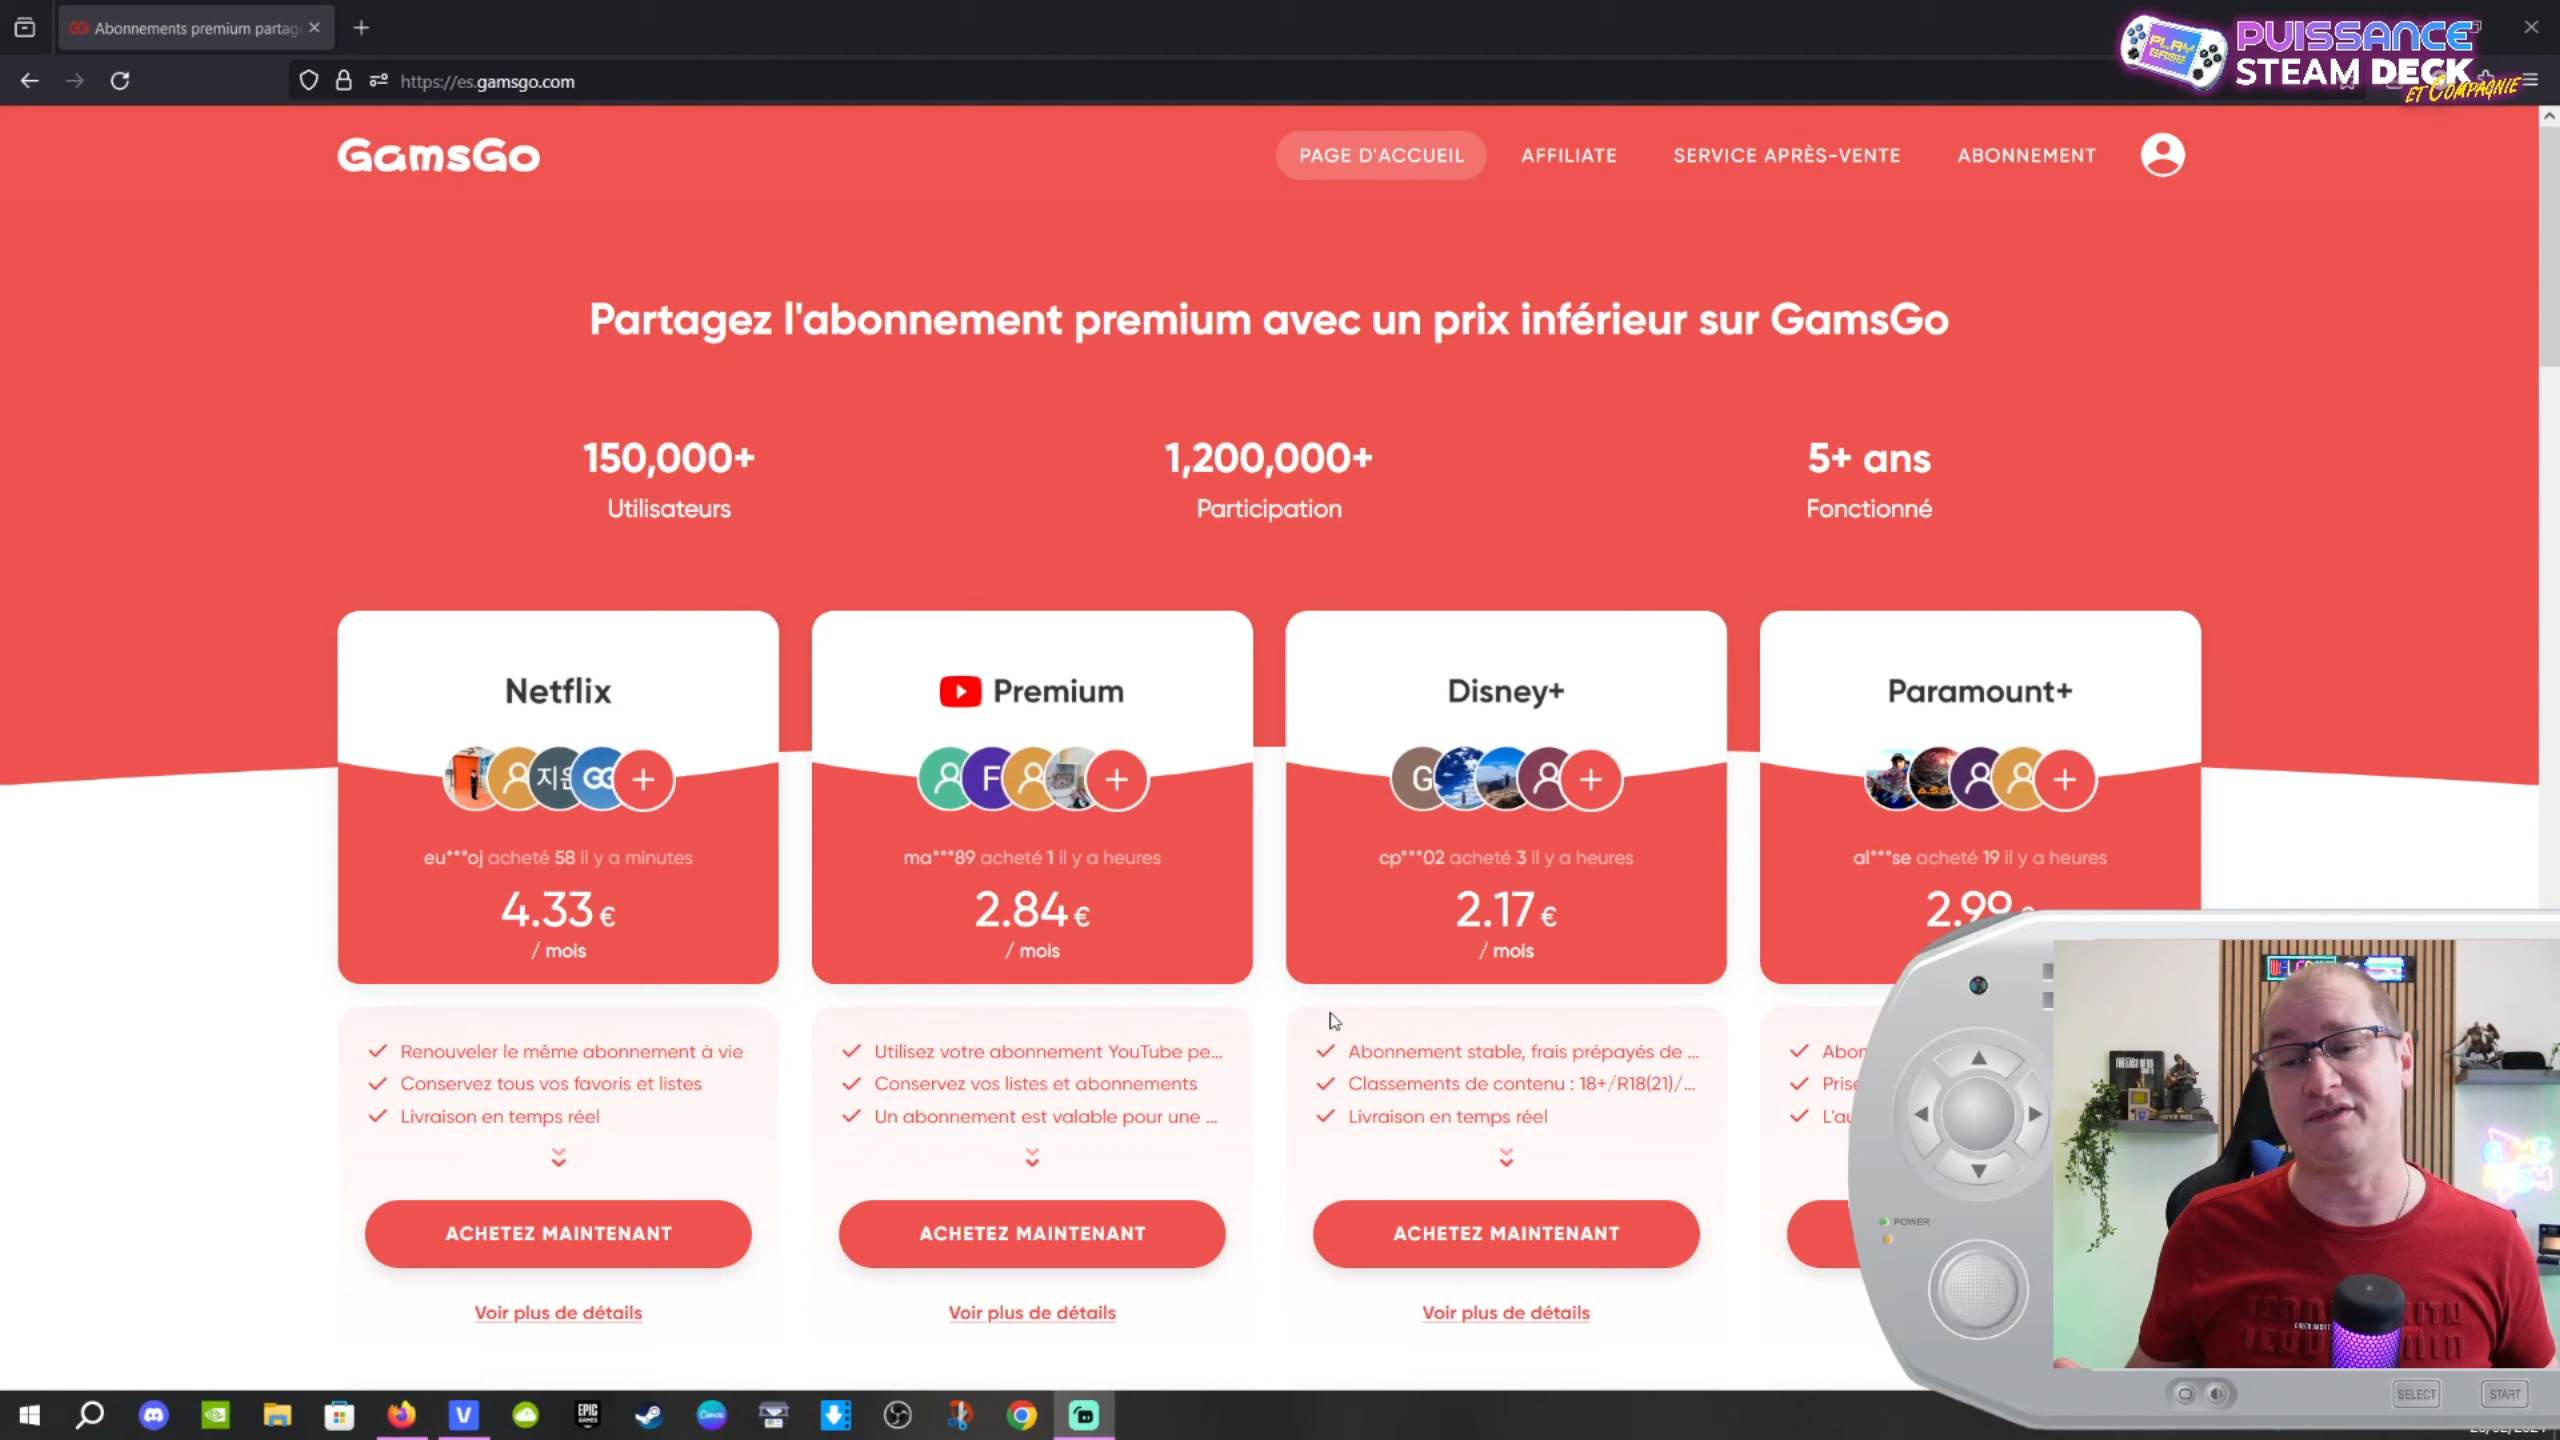 Abonnements premium partag
PUISSANCE
STEAM DECK
ET COMPAGNIE
https://es.gamsgo.com
GamsGo
PAGE D'ACCUEIL
AFFILIATE
SERVICE APRÈS-VENTE
ABONNEMENT
Partagez l'abonnement premium avec un prix inférieur sur GamsGo
150,000+
Utilisateurs
1,200,000+
Participation
5+ ans
Fonctionné
Netflix
eu***oj acheté 58 il y a minutes
4.33 €
/ mois
Renouveler le même abonnement à vie
Conservez tous vos favoris et listes
Livraison en temps réel
ACHETEZ MAINTENANT
Voir plus de détails
Premium
F
ma***89 acheté 1 il y a heures
2.84 €
/ mois
Utilisez votre abonnement YouTube pe...
Conservez vos listes et abonnements
Un abonnement est valable pour une ...
ACHETEZ MAINTENANT
Voir plus de détails
Disney+
G
cp***02 acheté 3 il y a heures
2.17 €
/ mois
Abonnement stable, frais prépayés de ...
Classements de contenu : 18+/R18(21)/...
Livraison en temps réel
ACHETEZ MAINTENANT
Voir plus de détails
Paramount+
al***se acheté 19 il y a heures
2.99
POWER
SELECT
START
EPIC
GAMES
Canva